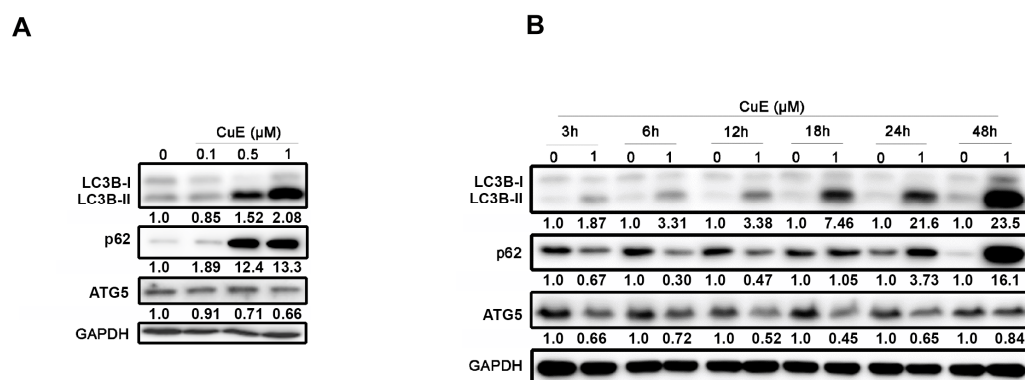 A
CuE (μM)
0 0.1 0.5 1
LC3B-I
LC3B-II
1.0 0.85 1.52 2.08
p62
1.0 1.89 12.4 13.3
ATG5
1.0 0.91 0.71 0.66
GAPDH
B
CuE (μM)
3h 6h 12h 18h 24h 48h
0 1 0 1 0 1 0 1 0 1 0 1
LC3B-I
LC3B-II
1.0 1.87 1.0 3.31 1.0 3.38 1.0 7.46 1.0 21.6 1.0 23.5
p62
1.0 0.67 1.0 0.30 1.0 0.47 1.0 1.05 1.0 3.73 1.0 16.1
ATG5
1.0 0.66 1.0 0.72 1.0 0.52 1.0 0.45 1.0 0.65 1.0 0.84
GAPDH